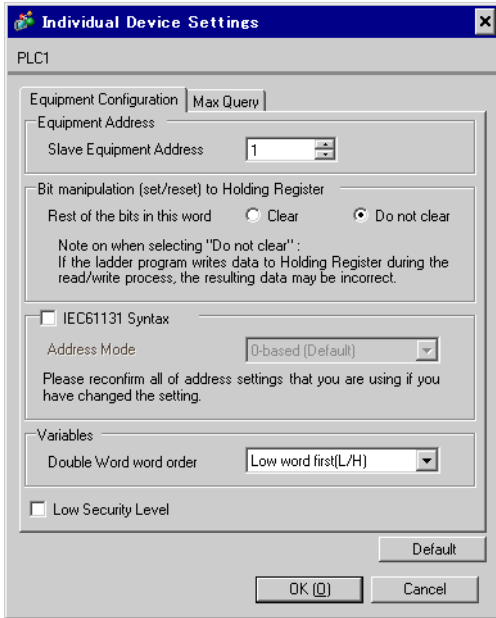 Individual Device Settings
PLC1
Equipment Configuration
Max Query
Equipment Address
Slave Equipment Address
1
Bit manipulation (set/reset) to Holding Register
Rest of the bits in this word
Clear
Do not clear
Note on when selecting "Do not clear" :
If the ladder program writes data to Holding Register during the
read/write process, the resulting data may be incorrect.
IEC61131 Syntax
Address Mode
0-based (Default)
Please reconfirm all of address settings that you are using if you
have changed the setting.
Variables
Double Word word order
Low word first(L/H)
Low Security Level
Default
OK (O)
Cancel